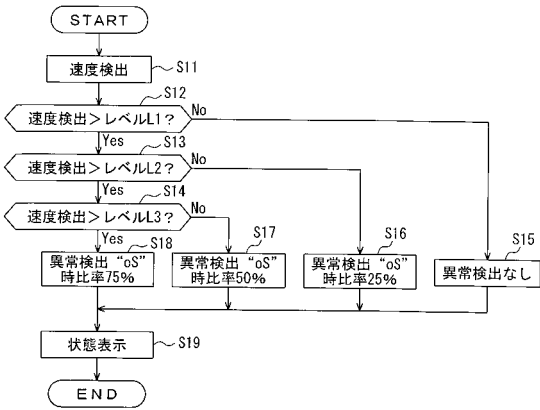 START
速度検出
S11
速度検出>レベルL1?
S12
No
Yes
速度検出>レベルL2?
S13
No
Yes
速度検出>レベルL3?
S14
No
Yes
異常検出“oS”
時比率75%
S18
異常検出“oS”
時比率50%
S17
異常検出“oS”
時比率25%
S16
異常検出なし
S15
状態表示
S19
END